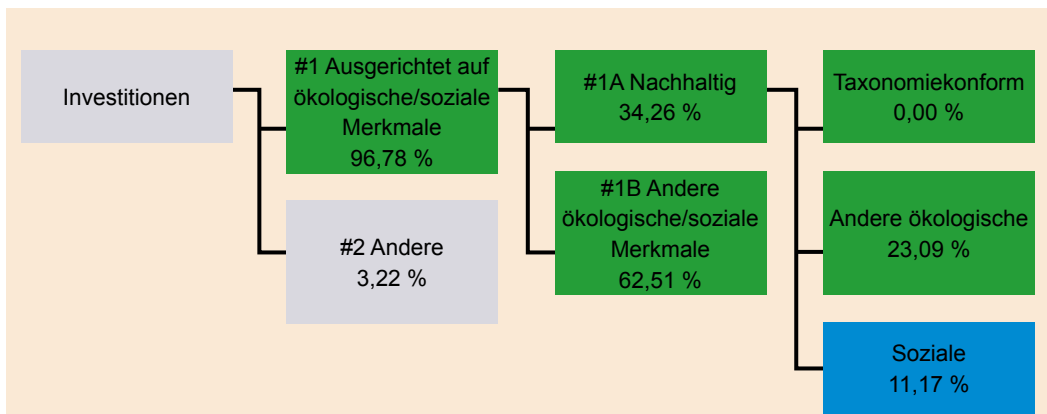 Investitionen
#1 Ausgerichtet auf
ökologische/soziale
Merkmale
96,78 %
#2 Andere
3,22 %
#1A Nachhaltig
34,26 %
#1B Andere
ökologische/soziale
Merkmale
62,51 %
Taxonomiekonform
0,00 %
Andere ökologische
23,09 %
Soziale
11,17 %